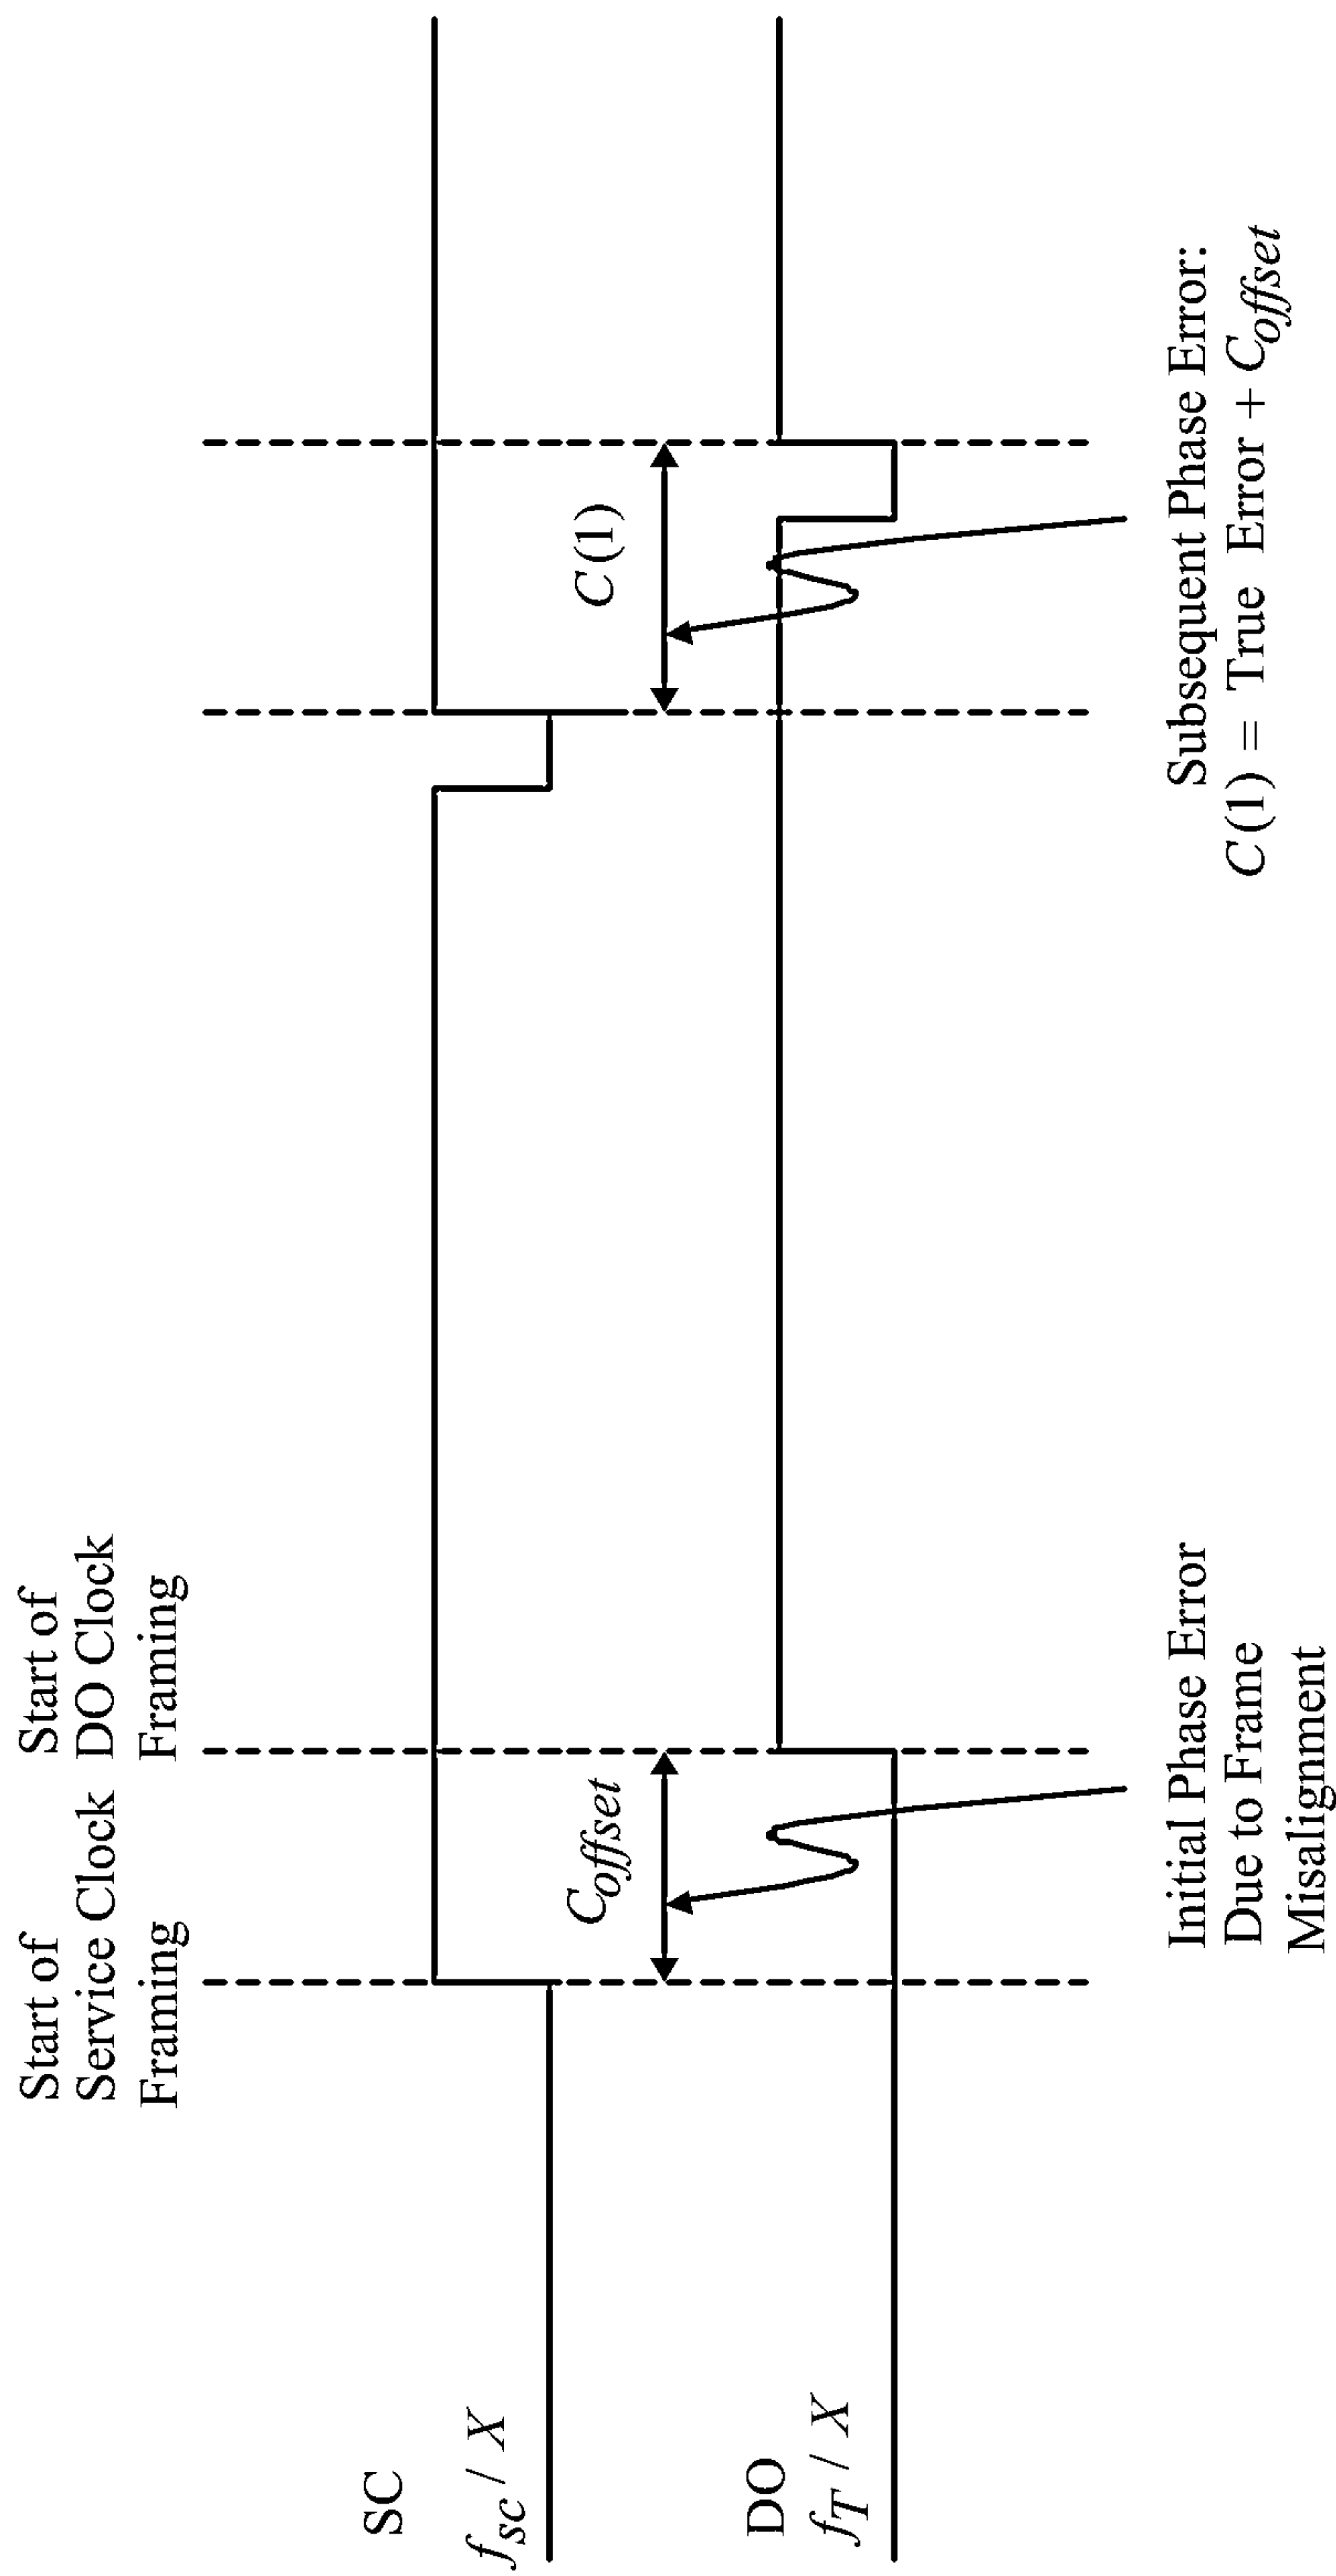 Start of
Service Clock
Framing
Start of
DO Clock
Framing
SC
f_sc / X
C_offset
C(1)
DO
f_T / X
Initial Phase Error
Due to Frame
Misalignment
Subsequent Phase Error:
C(1) = True Error + C_offset